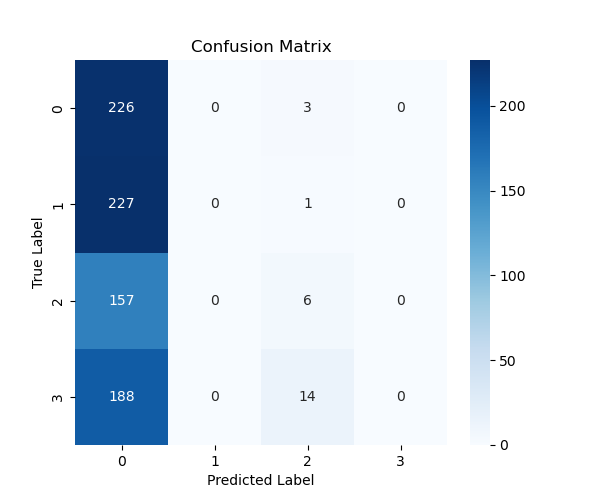 Confusion Matrix
0 226 0 3 0
1 227 0 1 0
2 157 0 6 0
3 188 0 14 0
0 1 2 3
Predicted Label
True Label
200
150
100
50
0